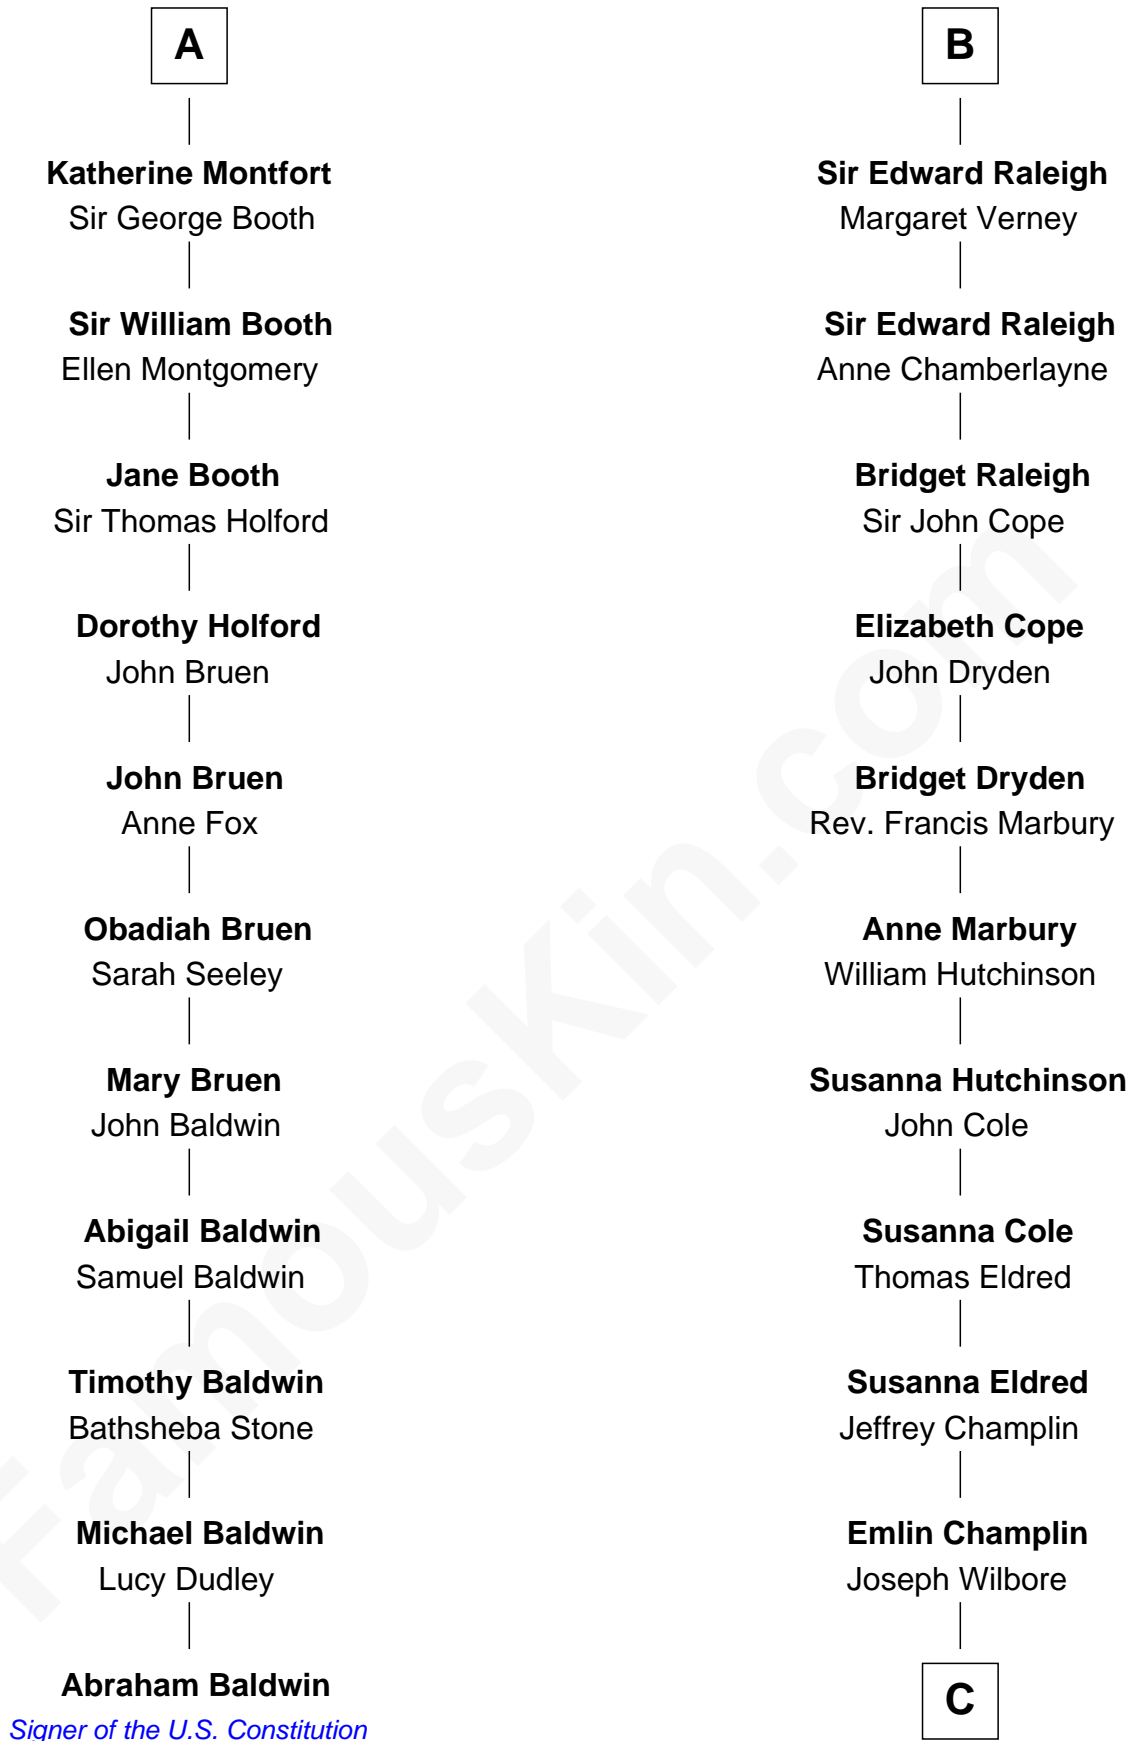 A
Katherine Montfort
Sir George Booth
Sir William Booth
Ellen Montgomery
Jane Booth
Sir Thomas Holford
Dorothy Holford
John Bruen
John Bruen
Anne Fox
Obadiah Bruen
Sarah Seeley
Mary Bruen
John Baldwin
Abigail Baldwin
Samuel Baldwin
Timothy Baldwin
Bathsheba Stone
Michael Baldwin
Lucy Dudley
Abraham Baldwin
Signer of the U.S. Constitution
B
Sir Edward Raleigh
Margaret Verney
Sir Edward Raleigh
Anne Chamberlayne
Bridget Raleigh
Sir John Cope
Elizabeth Cope
John Dryden
Bridget Dryden
Rev. Francis Marbury
Anne Marbury
William Hutchinson
Susanna Hutchinson
John Cole
Susanna Cole
Thomas Eldred
Susanna Eldred
Jeffrey Champlin
Emlin Champlin
Joseph Wilbore
C
FamousKin.com